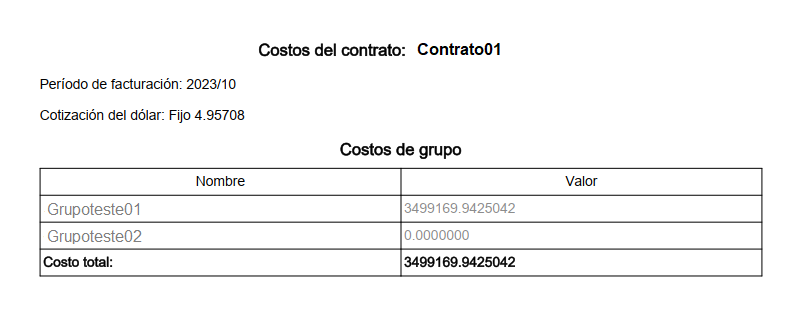 Costos del contrato: Contrato01
Período de facturación: 2023/10
Cotización del dólar: Fijo 4.95708
Costos de grupo
Nombre Valor
Grupoteste01 3499169.9425042
Grupoteste02 0.0000000
Costo total: 3499169.9425042